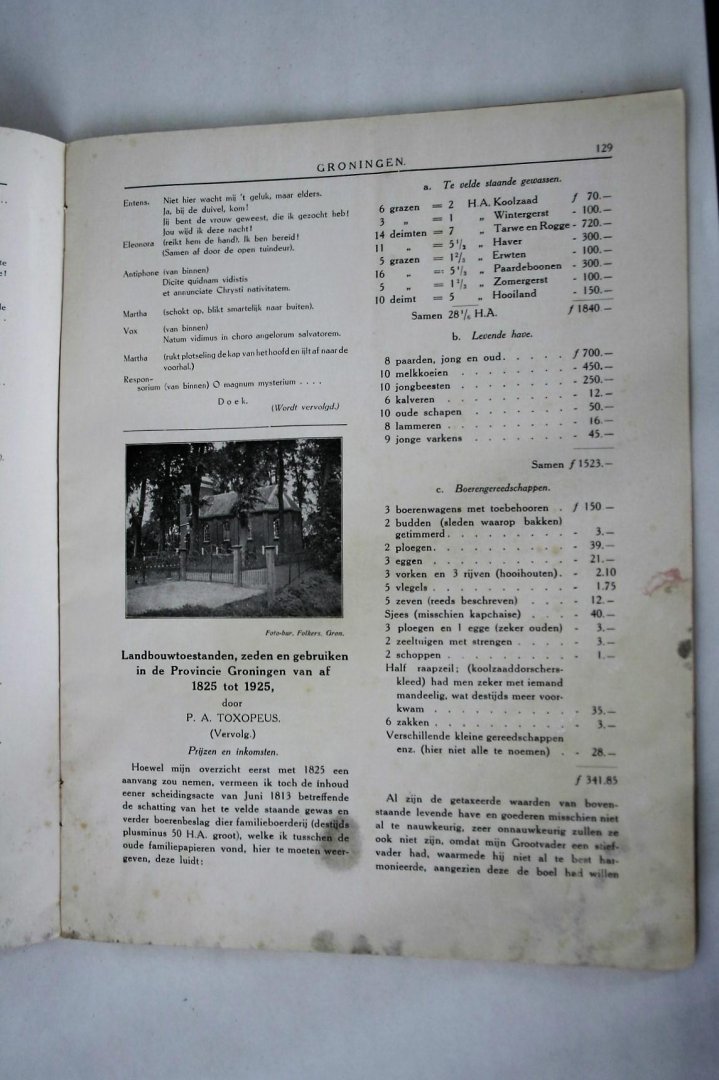 GRONINGEN.
129
Entens. Niet hier wacht mij 't geluk, maar elders.
Ja, bij de duivel, kom!
Jij bent de vrouw geweest, die ik gezocht heb!
Jou wìd ik deze nacht!
Eleonora (reikt hem de hand). Ik ben bereid!
(Samen af door de open tuindeur).
Antiphone (van binnen)
Dicite quidnam vidistis
et annunciate Chrysti nativitatem.
Martha (schokt op, blikt smartelijk naar buiten).
Vox (van binnen)
Natum vidimus in choro angelorum salvatorem.
Martha (rukt plotseling de kap van het hoofd en ijlt af naar de
voorhal.)
Respon-
sorium (van binnen) O magnum mysterium . . . .
Doek.
(Wordt vervolgd.)
Foto-bur. Folkers. Gron.
Landbouwtoestanden, zeden en gebruiken
in de Provincie Groningen van af
1825 tot 1925,
door
P. A. TOXOPEUS.
(Vervolg.)
Prijzen en inkomsten.
Hoewel mijn overzicht eerst met 1825 een
aanvang zou nemen, vermeen ik toch de inhoud
eener scheidingsacte van Juni 1813 betreffende
de schatting van het te velde staande gewas en
verder boerenbeslag dier familieboerderij (destijds
plusminus 50 H.A. groot), welke ik tusschen de
oude familiepapieren vond, hier te moeten weer-
geven, deze luidt:
a. Te velde staande gewassen.
6 grazen = 2 H.A. Koolzaad f 70.—
3 „ = 1 „ Wintergerst - 100.—
14 deimten = 7 „ Tarwe en Rogge - 720.—
11 „ = 5 1/2 „ Haver - 300.—
5 grazen = 1 2/3 „ Erwten - 100.—
16 „ = 5 1/3 „ Paardeboonen - 300.—
5 „ = 1 2/3 „ Zomergerst - 100.—
10 deimt = 5 „ Hooiland - 150.—
Samen 28 1/6 H.A. f 1840.—
b. Levende have.
8 paarden, jong en oud. . . . . . f 700.—
10 melkkoeien . . . . . . . . - 450.—
10 jongbeesten . . . . . . . . - 250.—
6 kalveren . . . . . . . . - 12.—
10 oude schapen . . . . . . . - 50.—
8 lammeren . . . . . . . . - 16.—
9 jonge varkens . . . . . . . - 45.—
Samen f 1523.—
c. Boerengereedschappen.
3 boerenwagens met toebehooren . f 150 —
2 budden (sleden waarop bakken)
getimmerd . . . . . . . . . - 3.—
2 ploegen. . . . . . . . . . - 39.—
3 eggen . . . . . . . . . . - 21.—
3 vorken en 3 rijven (hooihouten). - 2.10
5 vlegels . . . . . . . . . - 1.75
5 zeven (reeds beschreven) . . . . - 12.—
Sjees (misschien kapchaise) . . . . - 40.—
3 ploegen en 1 egge (zeker ouden) - 3.—
2 zeeltuigen met strengen . . . . - 3.—
2 schoppen . . . . . . . . . - 1.—
Half raapzeil; (koolzaaddorschers-
kleed) had men zeker met iemand
mandeelig, wat destijds meer voor-
kwam . . . . . . . . . . - 35.—
6 zakken . . . . . . . . . . - 3.—
Verschillende kleine gereedschappen
enz. (hier niet alle te noemen) . - 28.—
f 341.85
Al zijn de getaxeerde waarden van boven-
staande levende have en goederen misschien niet
al te nauwkeurig, zeer onnauwkeurig zullen ze
ook niet zijn, omdat mijn Grootvader een stief-
vader had, waarmede hij niet al te best har-
monieerde, aangezien deze de boel had willen